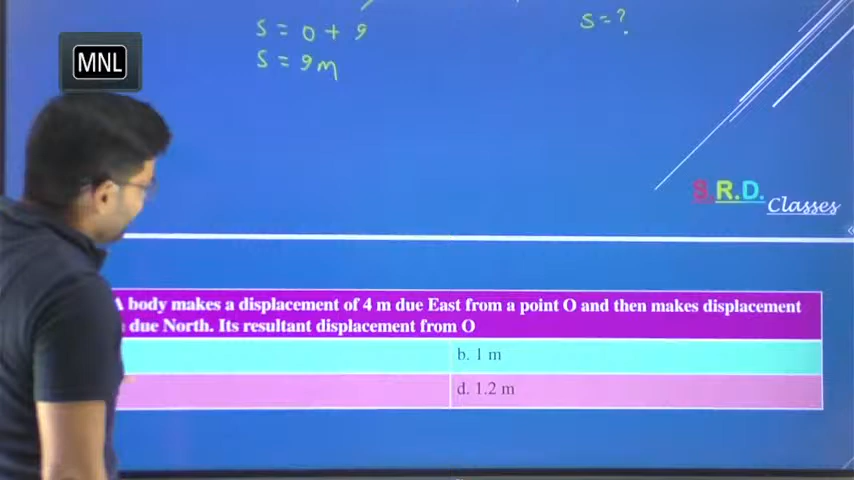 S = 0 + 9
S = ?
S = 9m
MNL
S.R.D.
Classes
A body makes a displacement of 4 m due East from a point O and then makes displacement
due North. Its resultant displacement from O
b. 1 m
d. 1.2 m